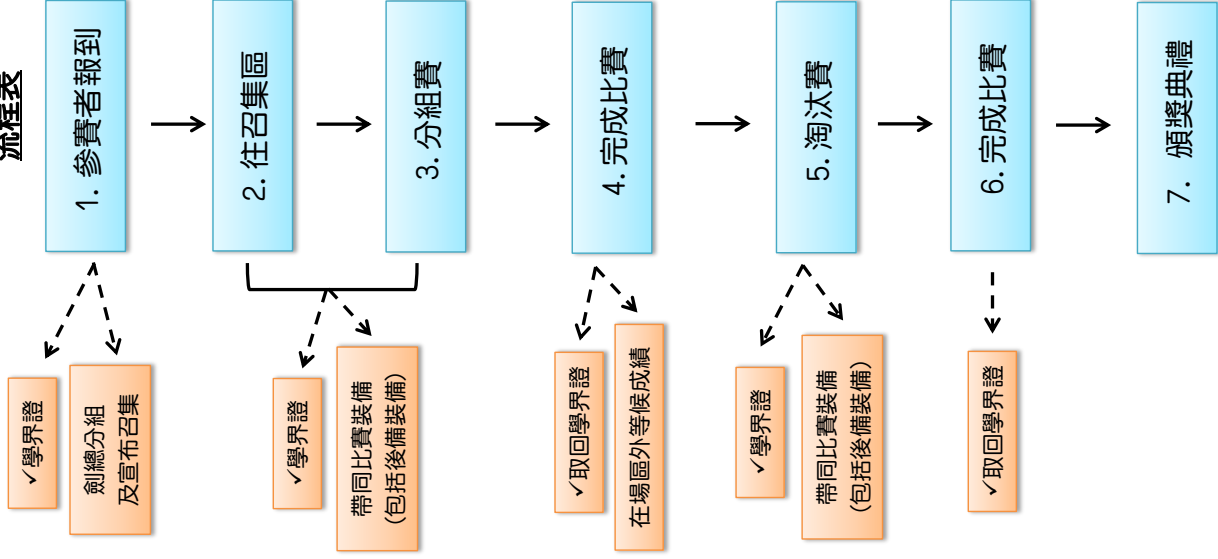 流程表
1. 參賽者報到
✓學界證
劍總分組
及宣布召集
2. 往召集區
3. 分組賽
✓學界證
帶同比賽裝備
(包括後備裝備)
4. 完成比賽
✓取回學界證
在場區外等候成績
5. 淘汰賽
✓學界證
帶同比賽裝備
(包括後備裝備)
6. 完成比賽
✓取回學界證
7. 頒獎典禮